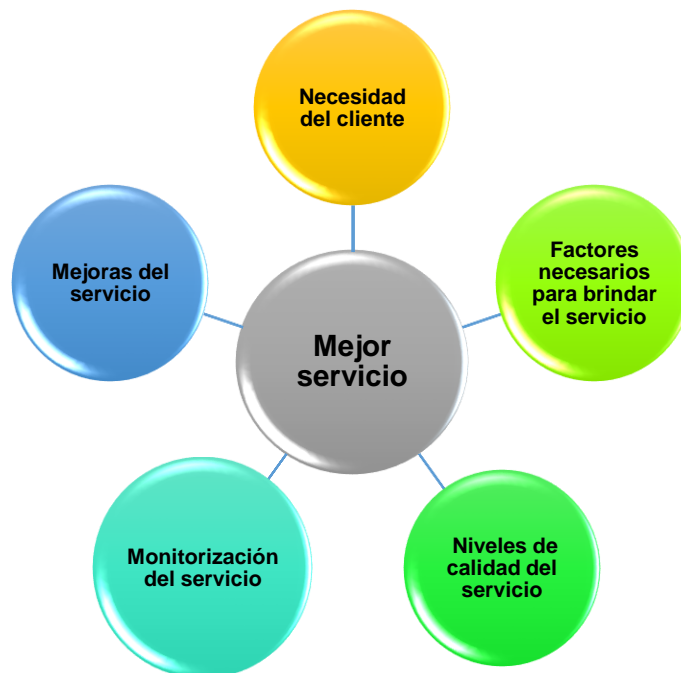 Necesidad
del cliente
Factores
necesarios
para brindar
el servicio
Mejoras del
servicio
Mejor
servicio
Niveles de
calidad del
servicio
Monitorización
del servicio